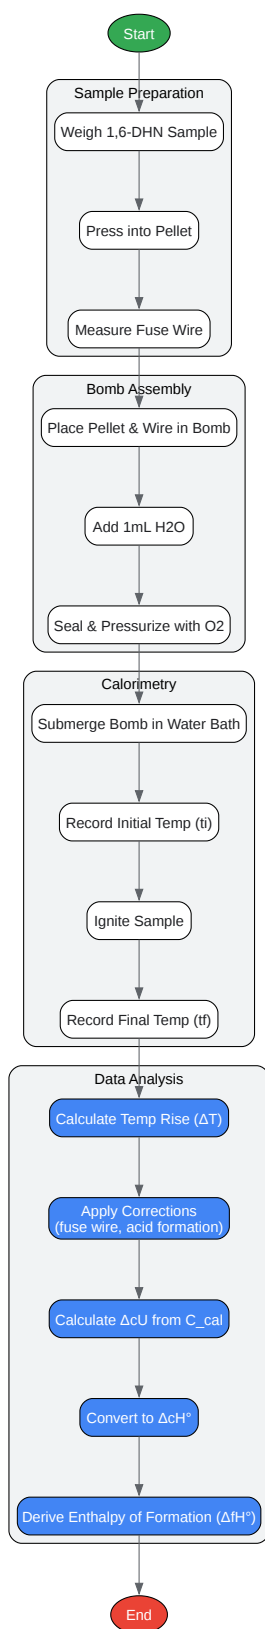 Start
Sample Preparation
Weigh 1,6-DHN Sample
Press into Pellet
Measure Fuse Wire
Bomb Assembly
Place Pellet & Wire in Bomb
Add 1mL H2O
Seal & Pressurize with O2
Calorimetry
Submerge Bomb in Water Bath
Record Initial Temp (ti)
Ignite Sample
Record Final Temp (tf)
Data Analysis
Calculate Temp Rise (ΔT)
Apply Corrections
(fuse wire, acid formation)
Calculate ΔcU from C_cal
Convert to ΔcH°
Derive Enthalpy of Formation (ΔfH°)
End